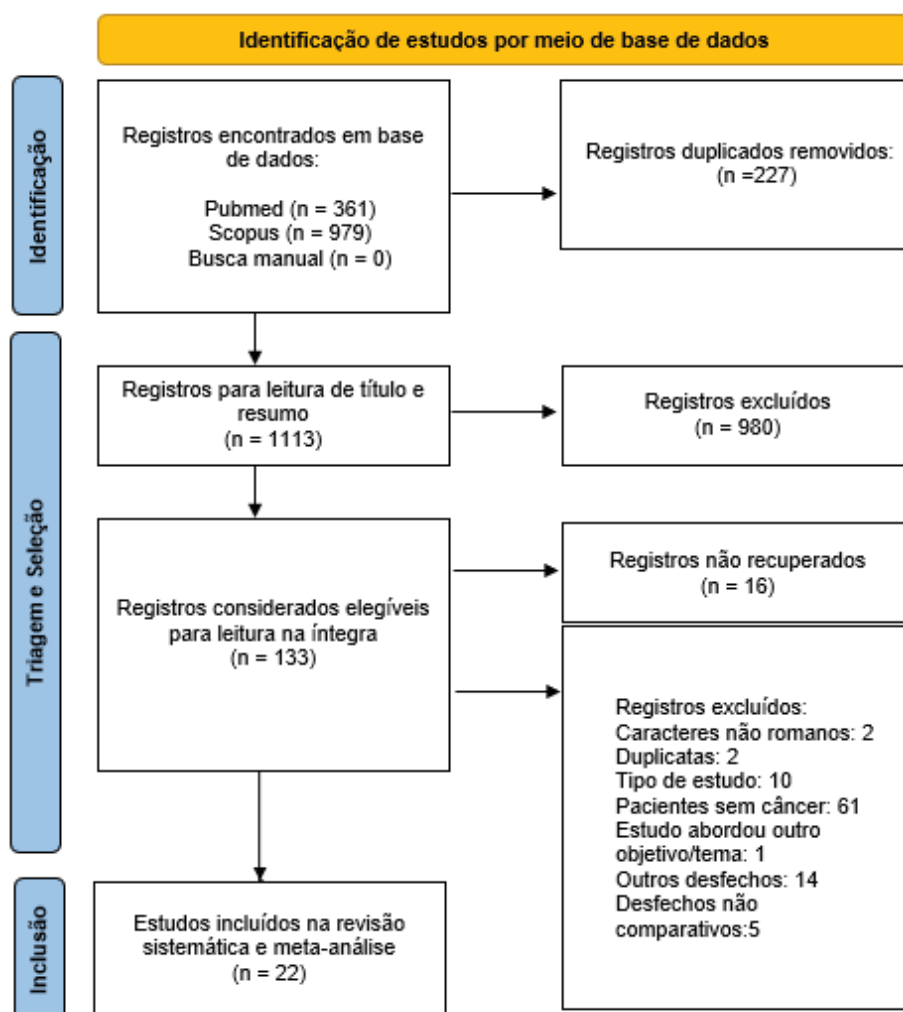 Identificação de estudos por meio de base de dados
Identificação
Registros encontrados em base
de dados:
Pubmed (n = 361)
Scopus (n = 979)
Busca manual (n = 0)
Registros duplicados removidos:
(n =227)
Triagem e Seleção
Registros para leitura de título e
resumo
(n = 1113)
Registros excluídos
(n = 980)
Registros considerados elegíveis
para leitura na íntegra
(n = 133)
Registros não recuperados
(n = 16)
Registros excluídos:
Caracteres não romanos: 2
Duplicatas: 2
Tipo de estudo: 10
Pacientes sem câncer: 61
Estudo abordou outro
objetivo/tema: 1
Outros desfechos: 14
Desfechos não
comparativos:5
Inclusão
Estudos incluídos na revisão
sistemática e meta-análise
(n = 22)